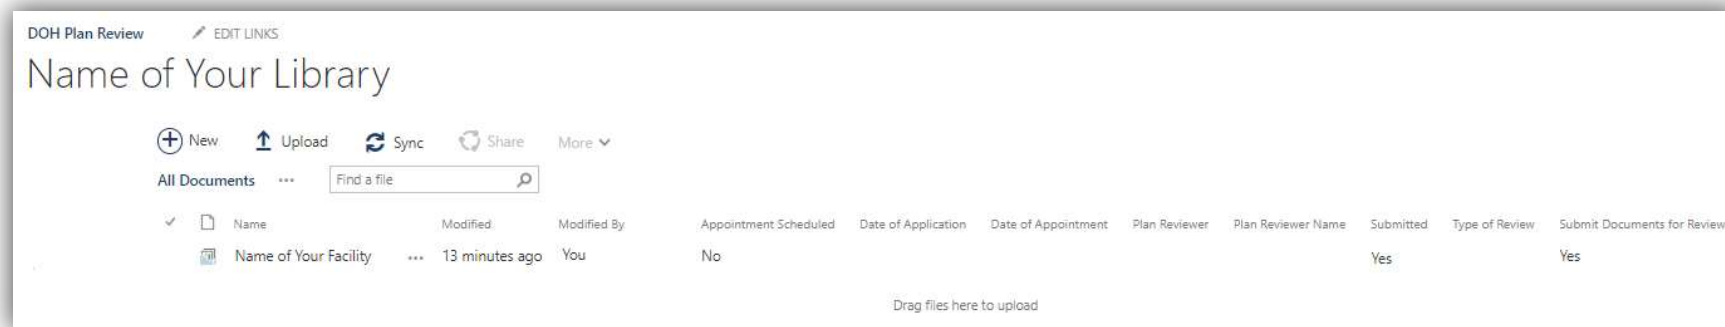 DOH Plan Review EDIT LINKS
Name of Your Library
New Upload Sync Share More
All Documents ... Find a file
Name Modified Modified By Appointment Scheduled Date of Application Date of Appointment Plan Reviewer Plan Reviewer Name Submitted Type of Review Submit Documents for Review
Name of Your Facility ... 13 minutes ago You No Yes Yes
Drag files here to upload